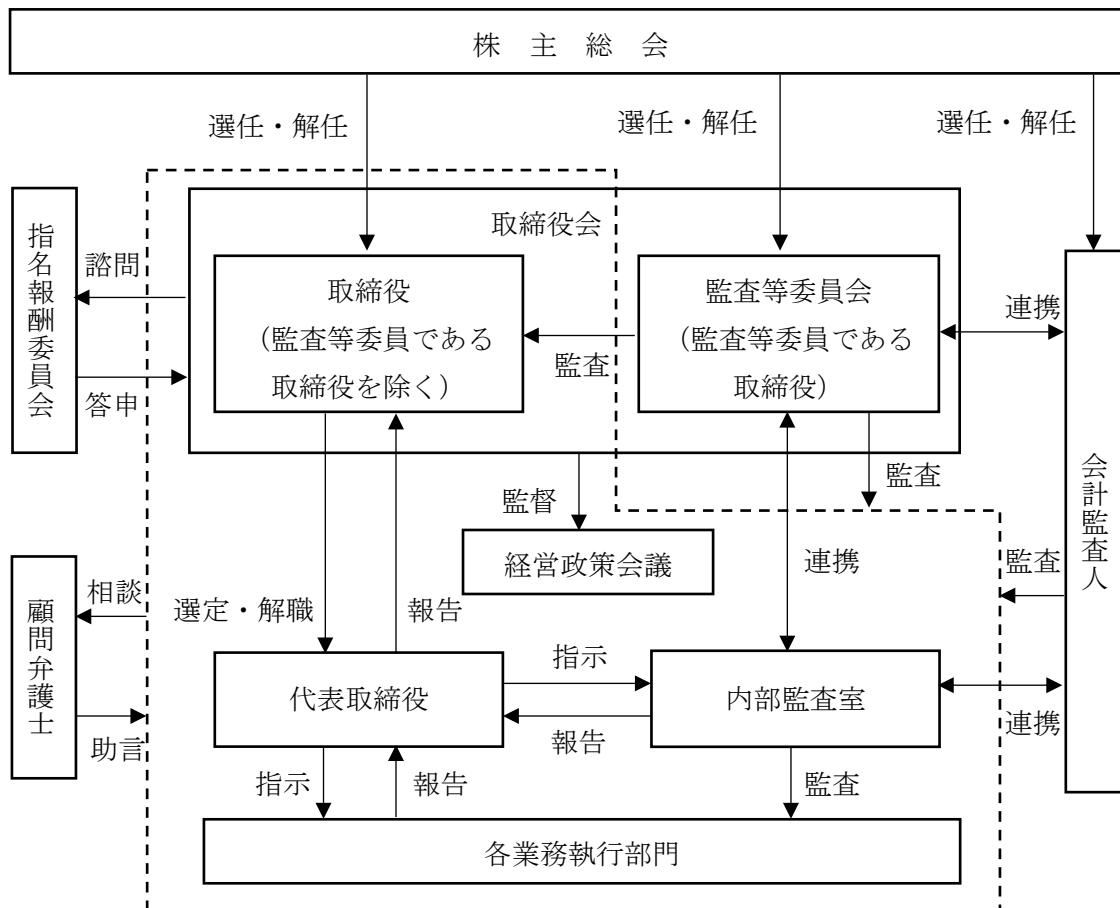 株 主 総 会
選任・解任
選任・解任
選任・解任
指名報酬委員会
諮問
答申
取締役会
取締役
（監査等委員である
取締役を除く）
監査
監査等委員会
（監査等委員である
取締役）
連携
会計監査人
監査
監督
経営政策会議
連携
監査
顧問弁護士
相談
助言
選定・解職
報告
代表取締役
指示
報告
内部監査室
連携
指示
報告
監査
各業務執行部門